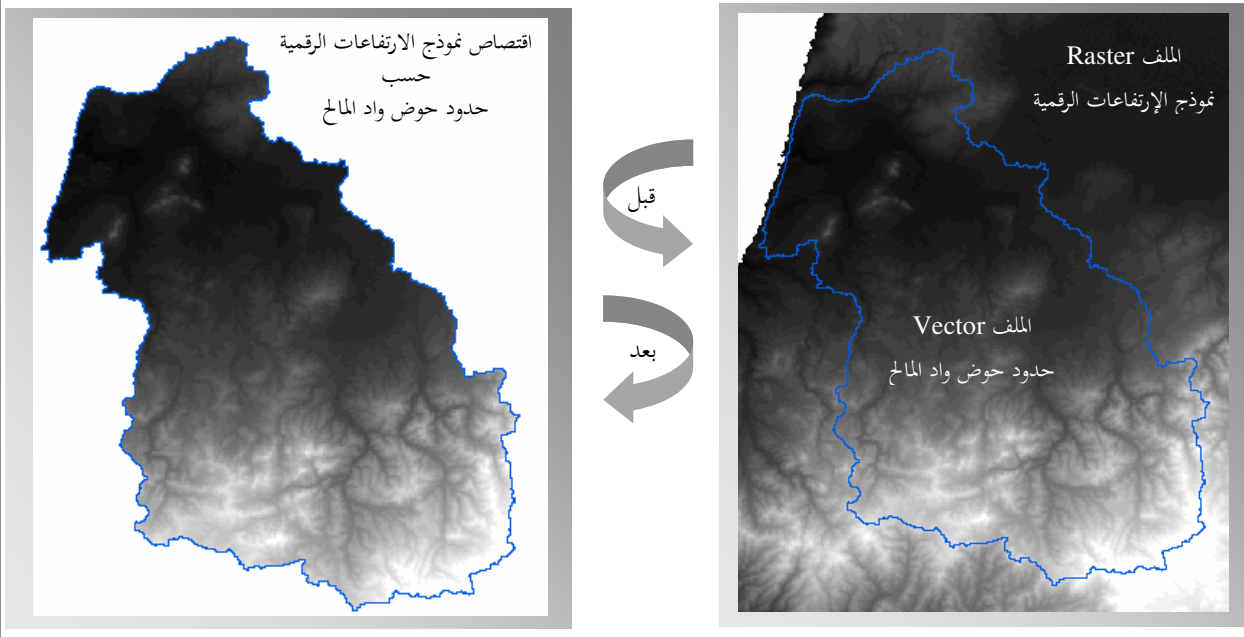 الملف Raster
نموذج الإرتفاعات الرقمية
الملف Vector
حدود حوض واد المالح
قبل
بعد
اقتصاص نموذج الارتفاعات الرقمية
حسب
حدود حوض واد المالح